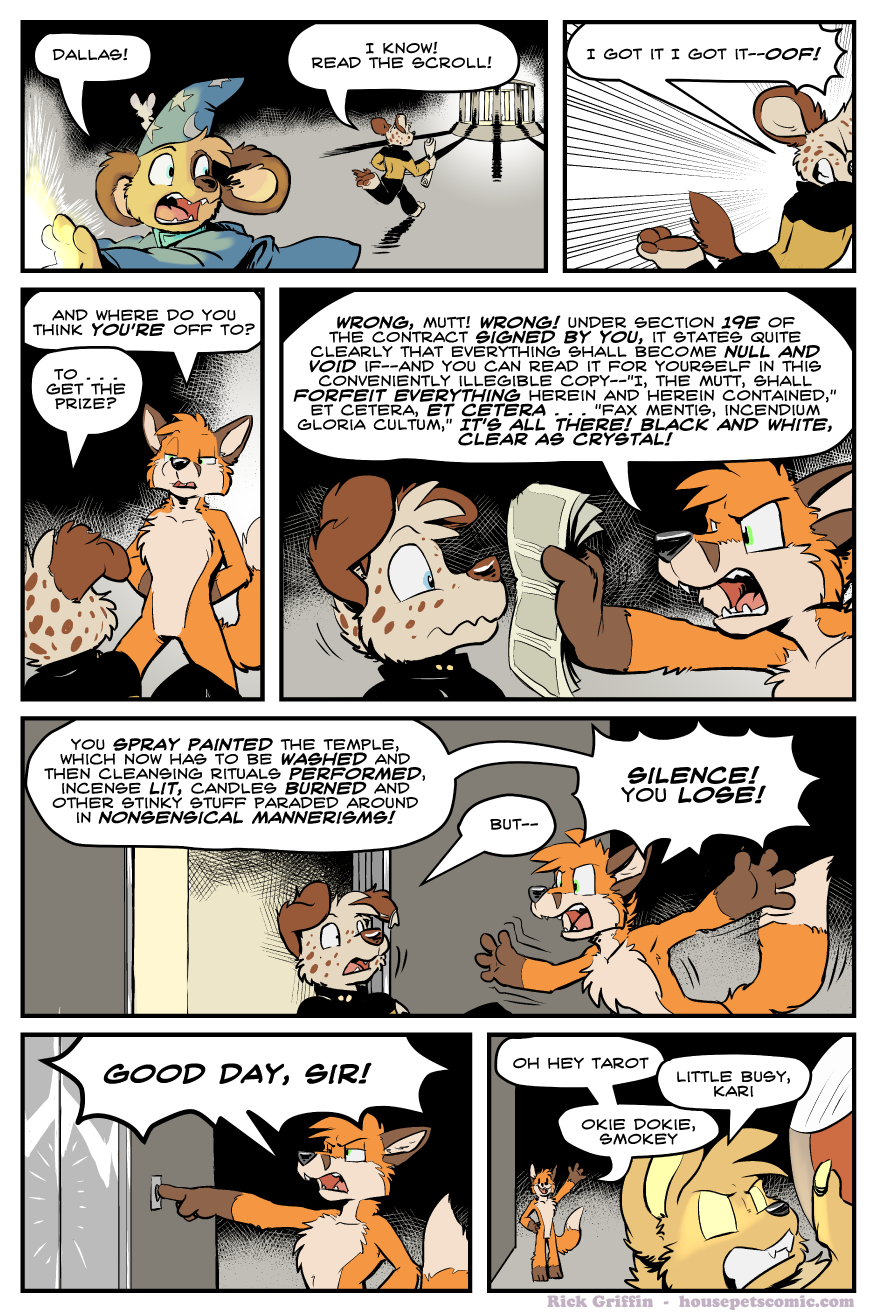 DALLAS!
I KNOW!
READ THE SCROLL!
I GOT IT I GOT IT--OOF!
AND WHERE DO YOU
THINK YOU'RE OFF TO?
TO . . .
GET THE
PRIZE?
WRONG, MUTT! WRONG! UNDER SECTION 19E OF
THE CONTRACT SIGNED BY YOU, IT STATES QUITE
CLEARLY THAT EVERYTHING SHALL BECOME NULL AND
VOID IF--AND YOU CAN READ IT FOR YOURSELF IN THIS
CONVENIENTLY ILLEGIBLE COPY--"I, THE MUTT, SHALL
FORFEIT EVERYTHING HEREIN AND HEREIN CONTAINED,"
ET CETERA, ET CETERA . . . "FAX MENTIS, INCENDIUM
GLORIA CULTUM," IT'S ALL THERE! BLACK AND WHITE,
CLEAR AS CRYSTAL!
YOU SPRAY PAINTED THE TEMPLE,
WHICH NOW HAS TO BE WASHED AND
THEN CLEANSING RITUALS PERFORMED,
INCENSE LIT, CANDLES BURNED AND
OTHER STINKY STUFF PARADED AROUND
IN NONSENSICAL MANNERISMS!
BUT--
SILENCE!
YOU LOSE!
GOOD DAY, SIR!
OH HEY TAROT
LITTLE BUSY,
KARI
OKIE DOKIE,
SMOKEY
Rick Griffin - housepetscomic.com